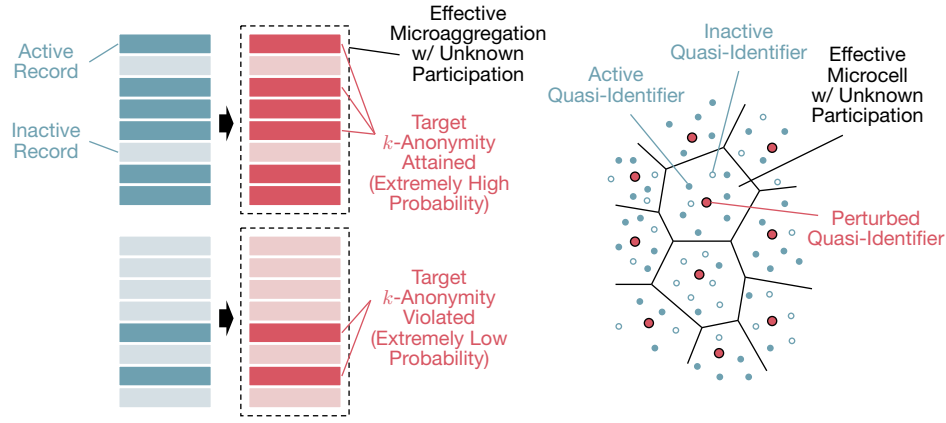 Active
Record
Inactive
Record
Effective
Microaggregation
w/ Unknown
Participation
Target
k-Anonymity
Attained
(Extremely High
Probability)
Target
k-Anonymity
Violated
(Extremely Low
Probability)
Inactive
Quasi-Identifier
Active
Quasi-Identifier
Effective
Microcell
w/ Unknown
Participation
Perturbed
Quasi-Identifier